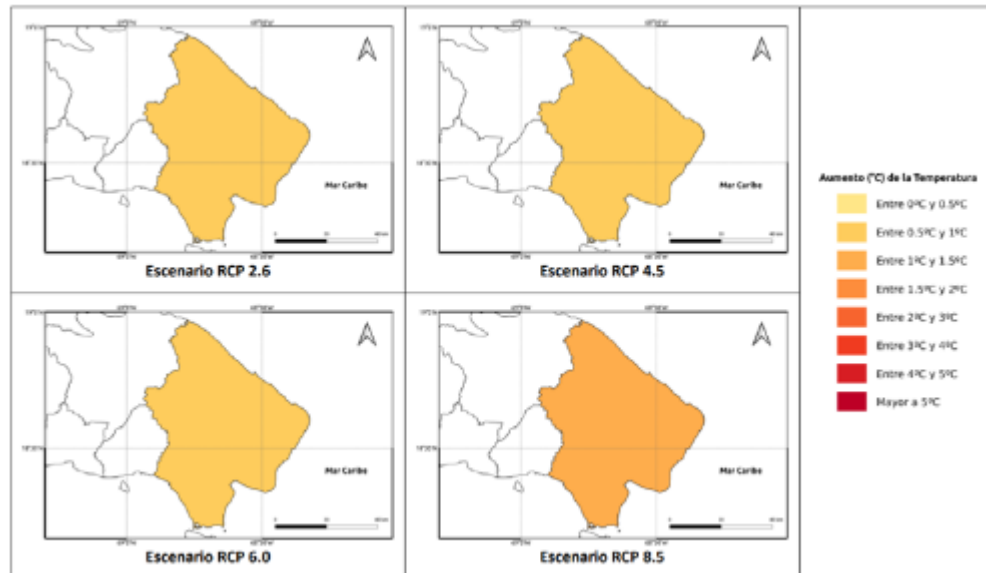 Mar Caribe
Escenario RCP 2.6
Mar Caribe
Escenario RCP 4.5
Mar Caribe
Escenario RCP 6.0
Mar Caribe
Escenario RCP 8.5
Aumento (°C) de la Temperatura
Entre 0ºC y 0.5ºC
Entre 0.5ºC y 1ºC
Entre 1ºC y 1.5ºC
Entre 1.5ºC y 2ºC
Entre 2ºC y 3ºC
Entre 3ºC y 4ºC
Entre 4ºC y 5ºC
Mayor a 5ºC